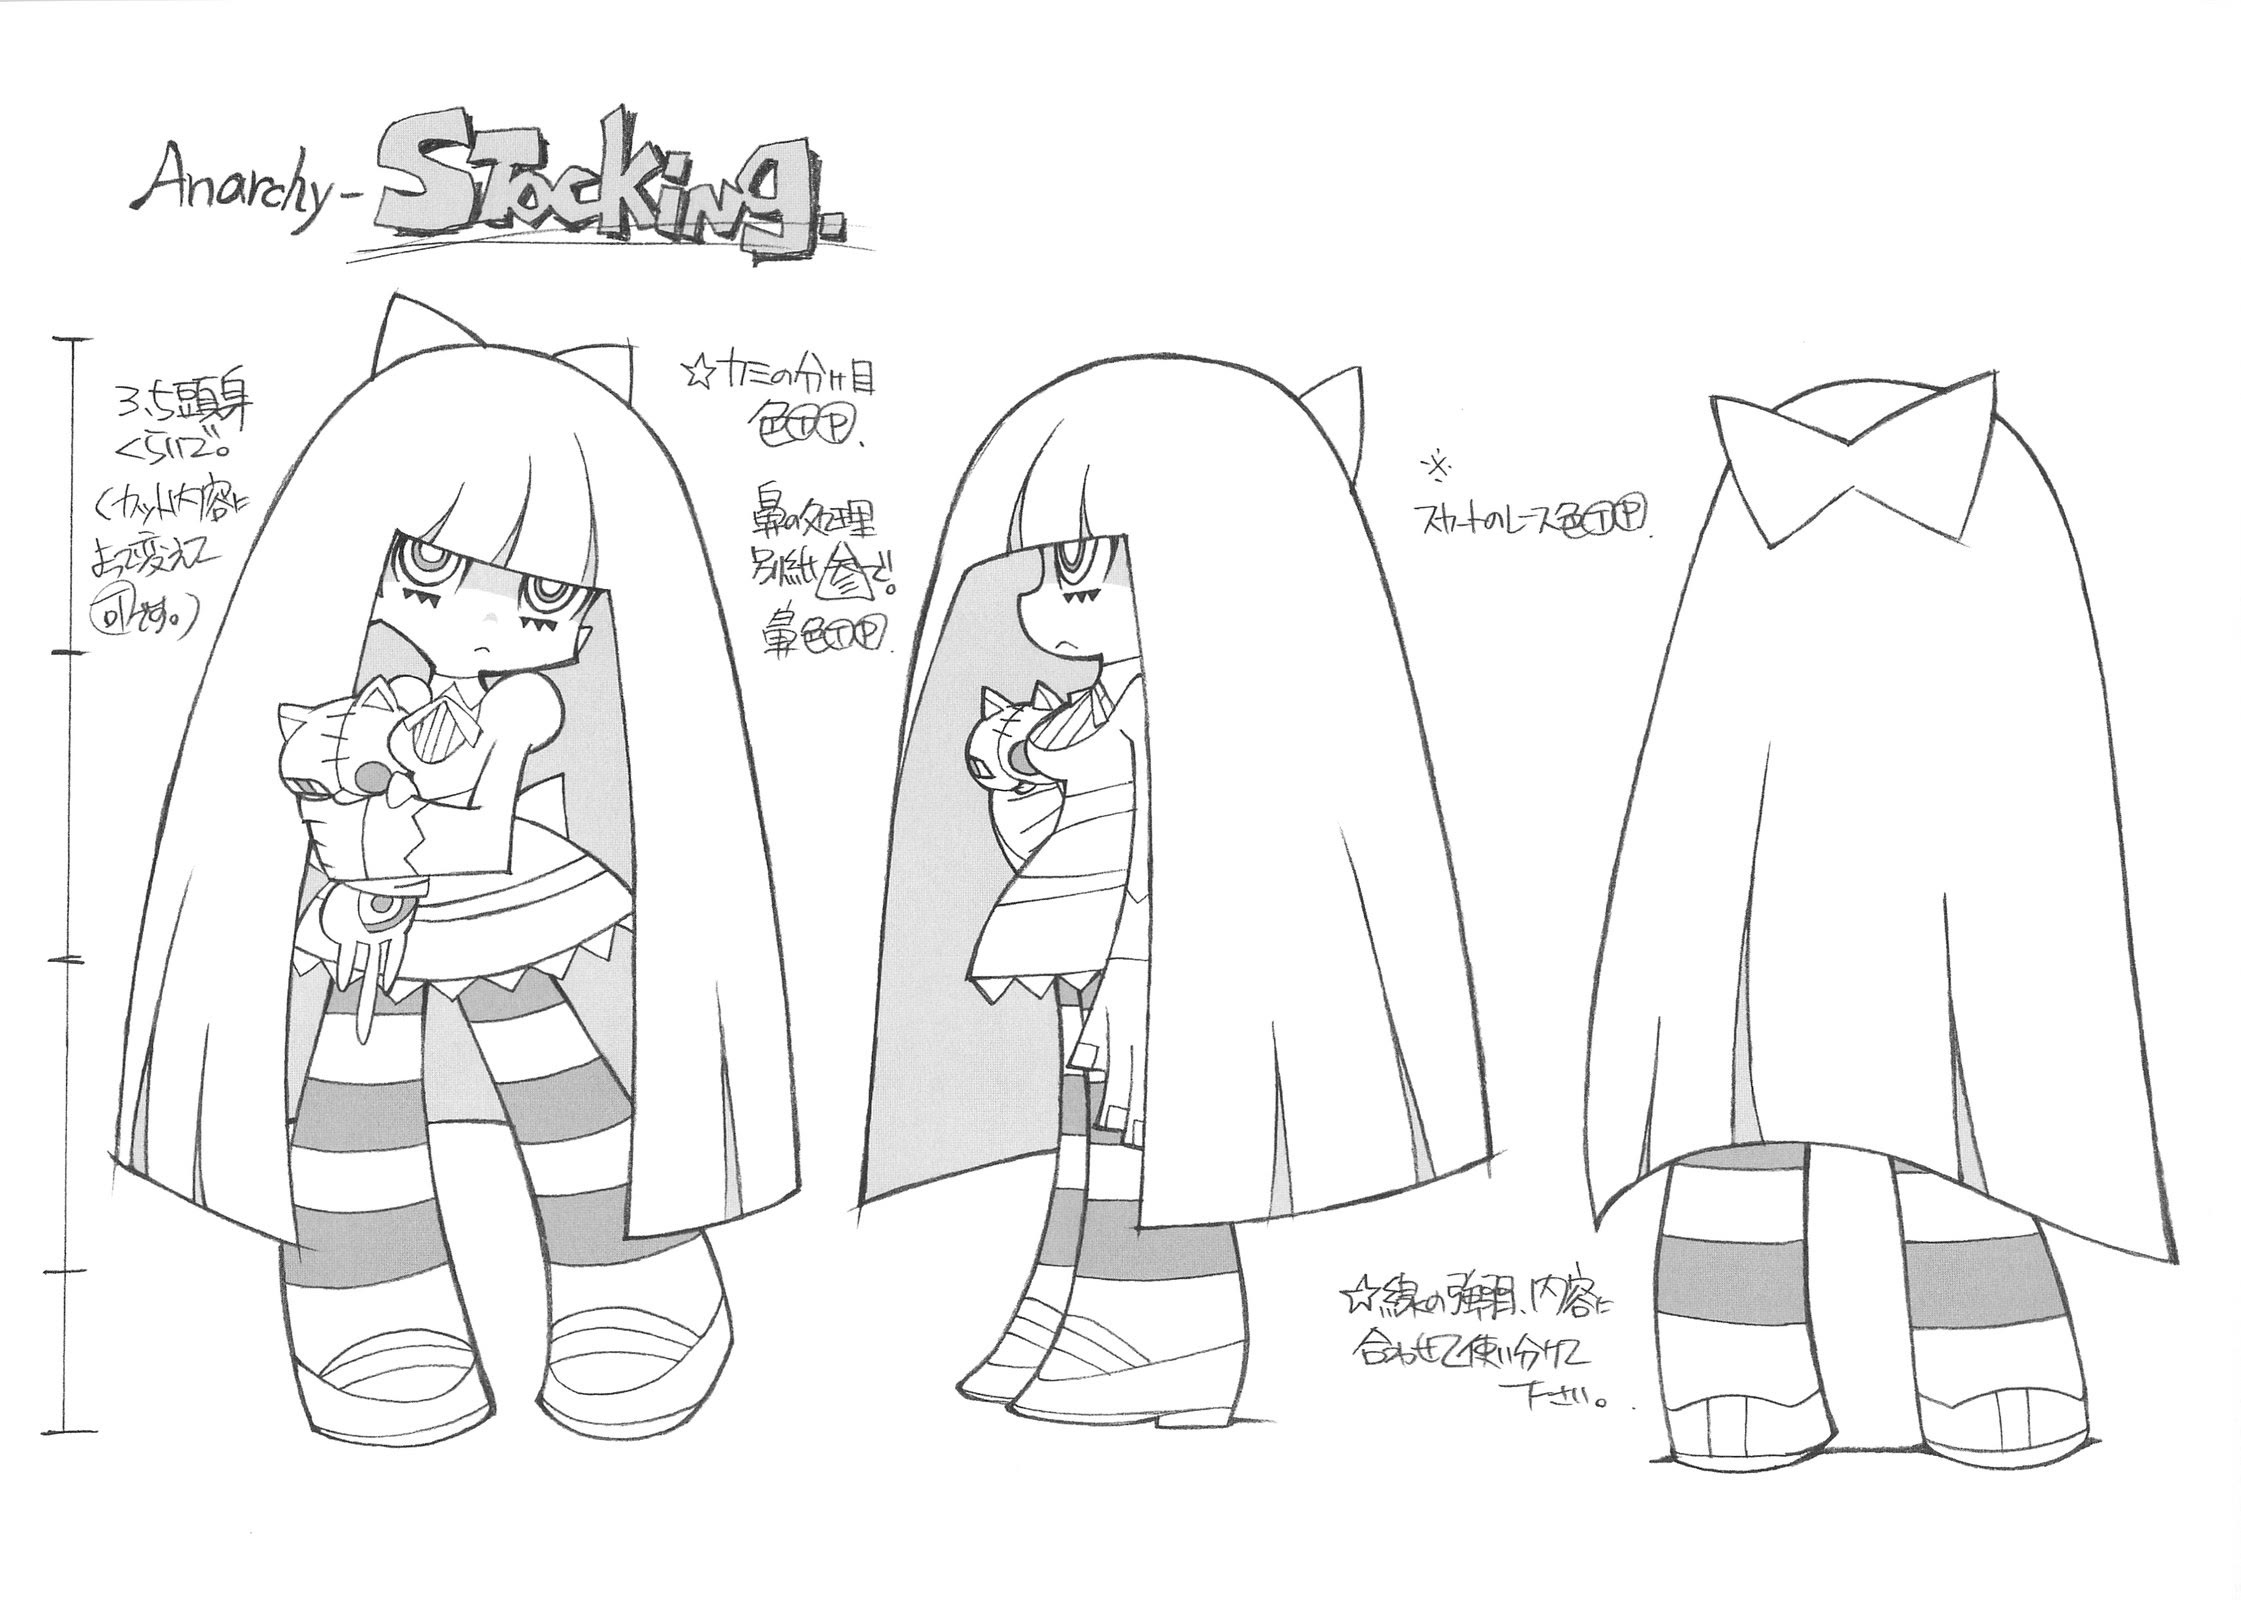 Anarchy-Stocking.
3.5頭身
くらいで。
(カット内容に
よって変えて
可です。)
☆カミの分け目
色ⓉⓅ.
鼻の処理
別紙参で。
鼻色ⓉⓅ.
※
スカートのレース色ⓉⓅ.
☆線の強弱、内容に
合わせて使い分けて
下さい。